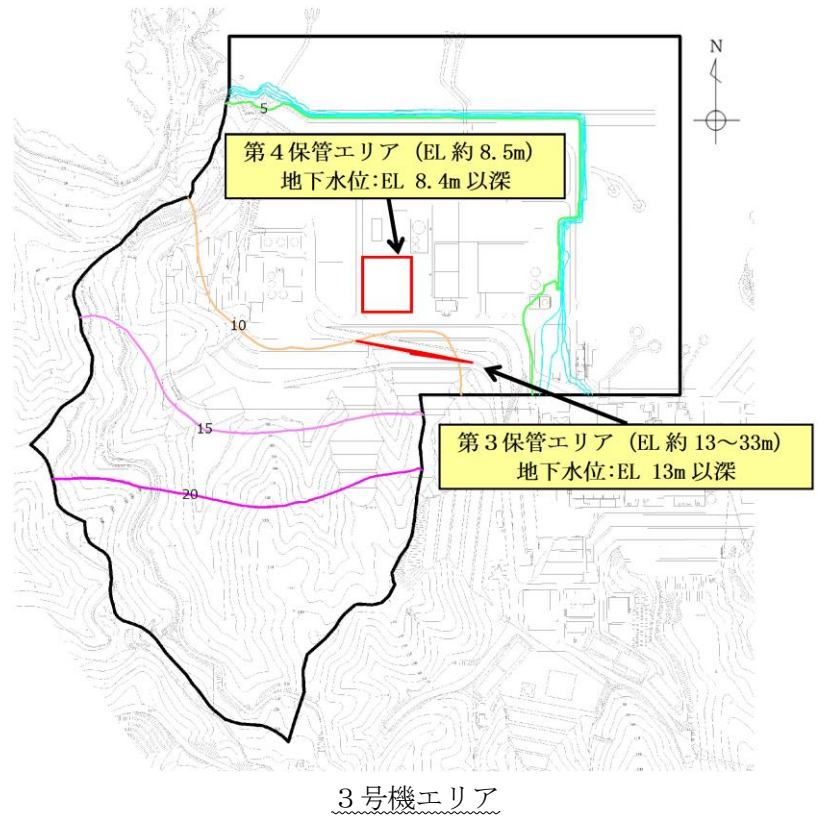 N
5
第４保管エリア（EL 約 8.5m）
地下水位:EL 8.4m 以深
10
15
第３保管エリア（EL 約 13～33m）
地下水位:EL 13m 以深
20
３号機エリア